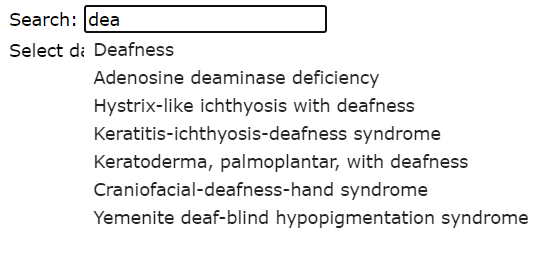 Search: dea
Select da
Deafness
Adenosine deaminase deficiency
Hystrix-like ichthyosis with deafness
Keratitis-ichthyosis-deafness syndrome
Keratoderma, palmoplantar, with deafness
Craniofacial-deafness-hand syndrome
Yemenite deaf-blind hypopigmentation syndrome